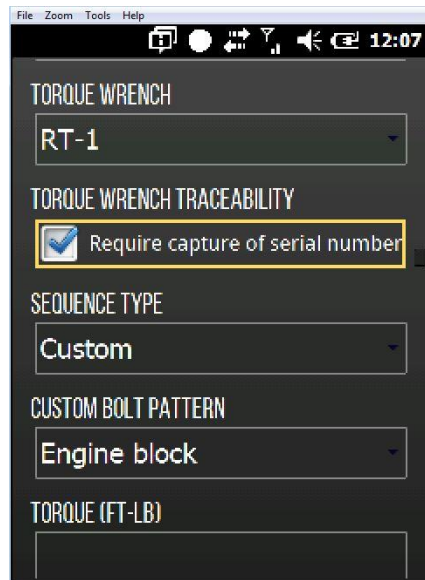 File Zoom Tools Help
12:07
TORQUE WRENCH
RT-1
TORQUE WRENCH TRACEABILITY
Require capture of serial number
SEQUENCE TYPE
Custom
CUSTOM BOLT PATTERN
Engine block
TORQUE (FT-LB)